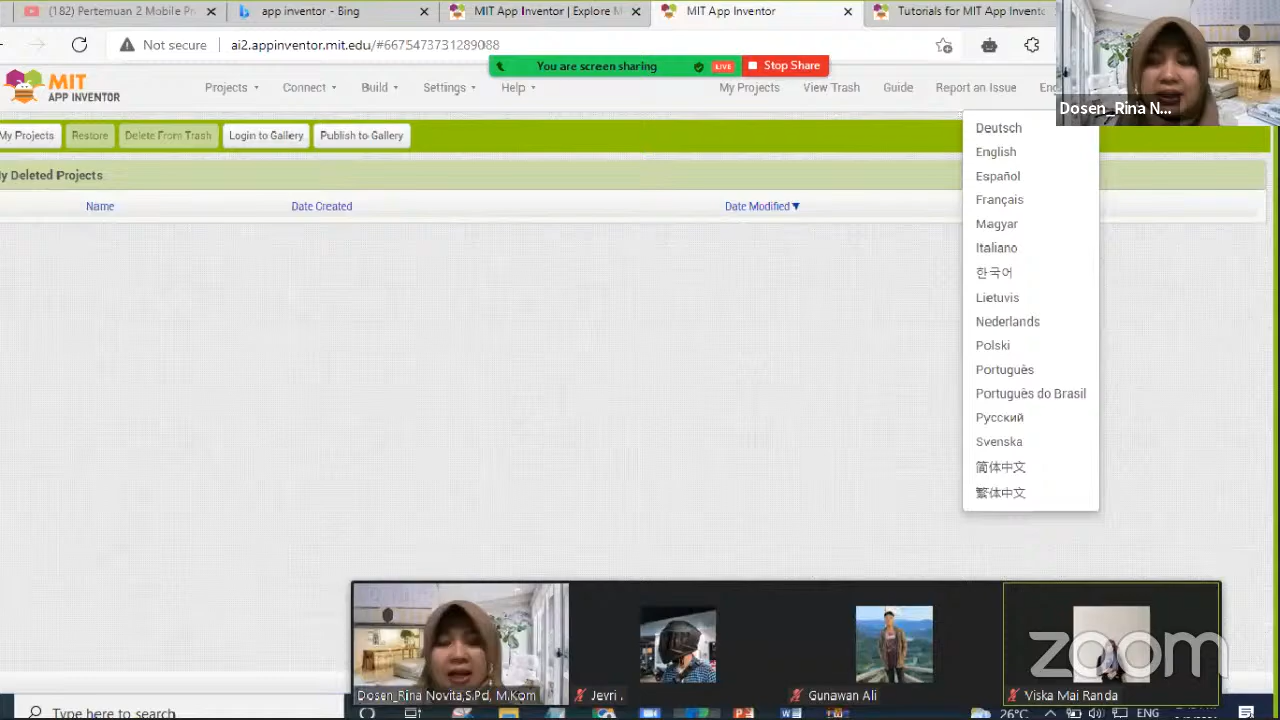 (182) Pertemuan 2 Mobile Pr
app inventor - Bing
MIT App Inventor | Explore M
MIT App Inventor
Tutorials for MIT App Invento
Not secure
ai2.appinventor.mit.edu/#6675473731289088
You are screen sharing
LIVE
Stop Share
Dosen_Rina N...
MIT
APP INVENTOR
Projects
Connect
Build
Settings
Help
My Projects
View Trash
Guide
Report an Issue
My Projects
Restore
Delete From Trash
Login to Gallery
Publish to Gallery
y Deleted Projects
Name
Date Created
Date Modified▼
Deutsch
English
Español
Français
Magyar
Italiano
한국어
Lietuvis
Nederlands
Polski
Português
Português do Brasil
Русский
Svenska
简体中文
繁体中文
Dosen_Rina Novita,S.Pd, M.Kom
Jevri .
Gunawan Ali
Viska Mai Randa
zoom
Type here to search
26°C
ENG